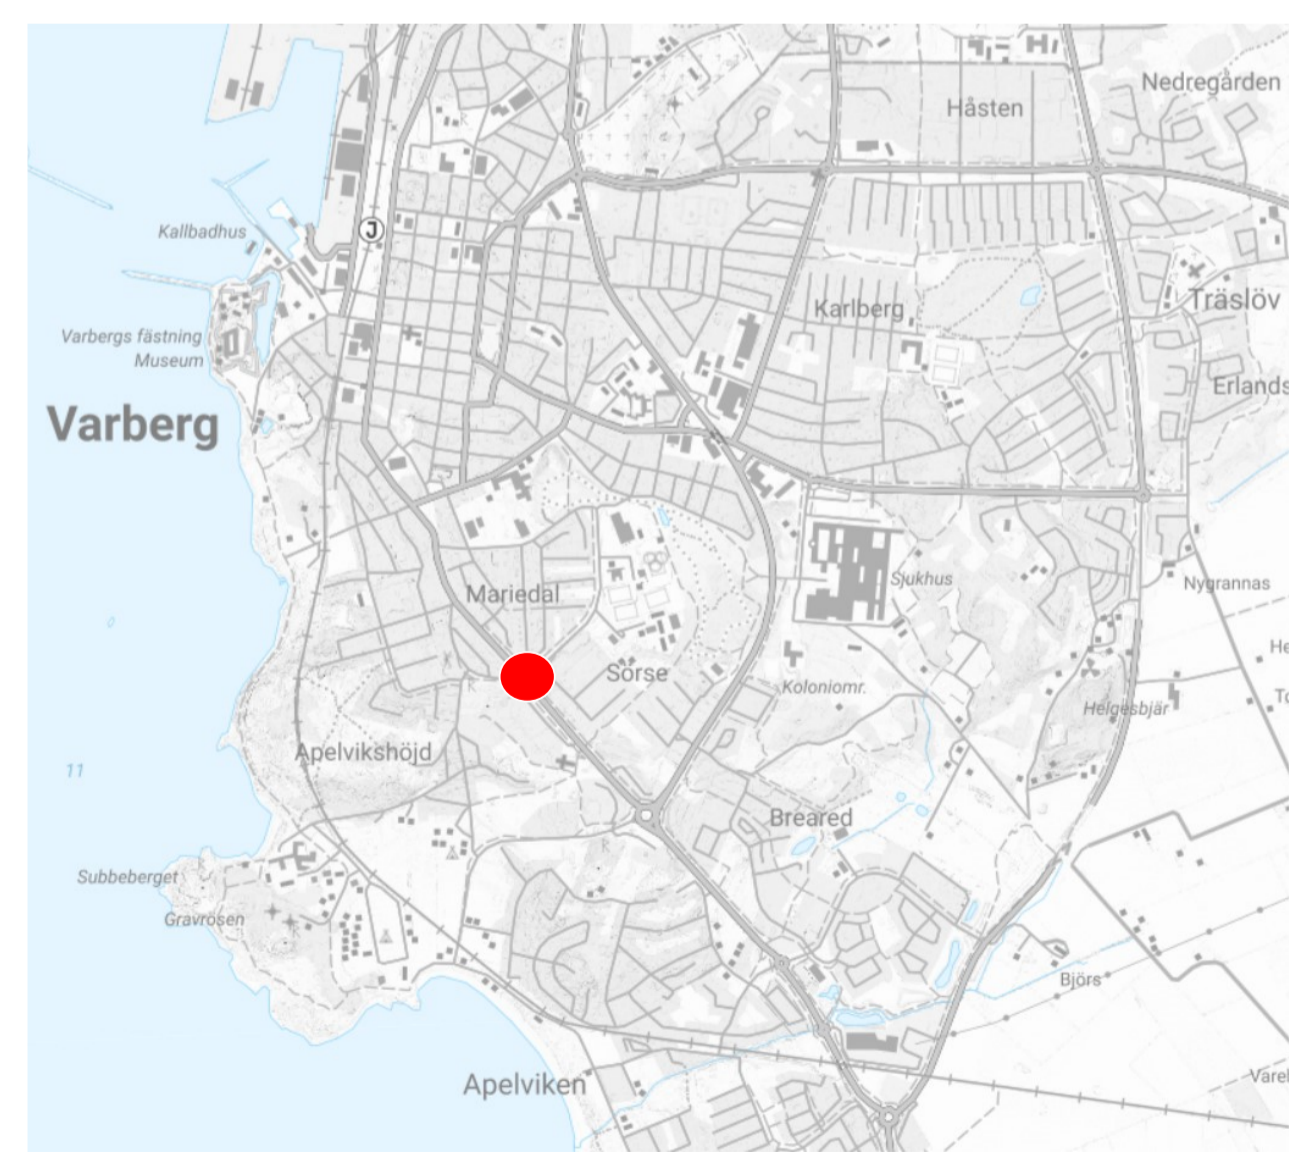 Nedregården
Håsten
Kallbadhus
J
Träslöv
Karlberg
Varbergs fästning
Museum
Erlands
Varberg
Sjukhus
Nygrannas
Mariedal
He
Sörse
Koloniomr.
To
Helgesbjär
Apelvikshöjd
11
Breared
Subbeberget
Gravrösen
Björs
Varel
Apelviken